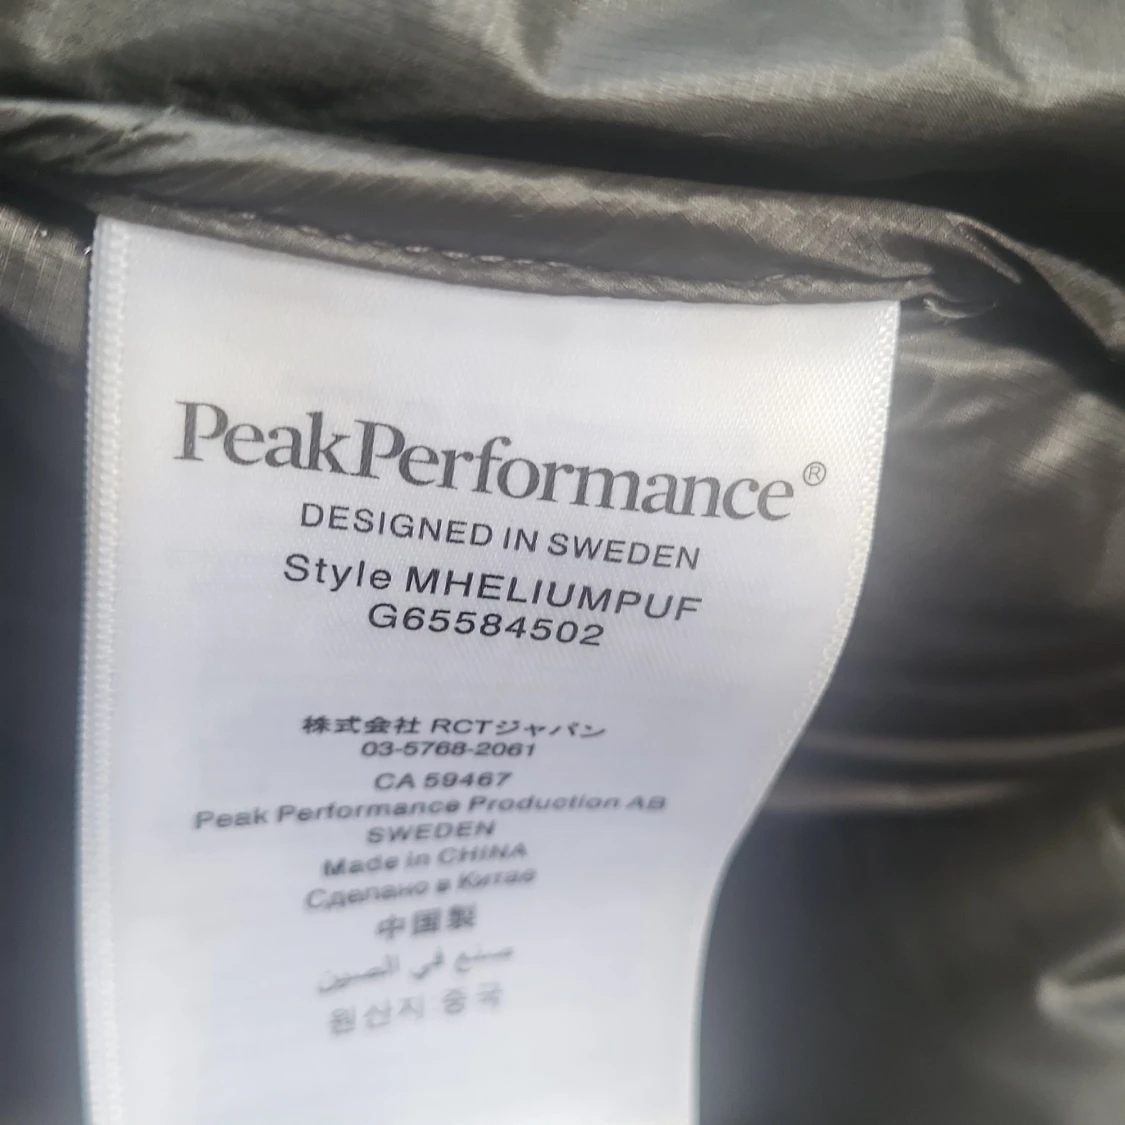 PeakPerformance®
DESIGNED IN SWEDEN
Style MHELIUMPUF
G65584502
株式会社 RCTジャパン
03-5768-2061
CA 59467
Peak Performance Production AB
SWEDEN
Made in CHINA
Сделано в Китае
中国製
صنع في الصين
원산지 중국